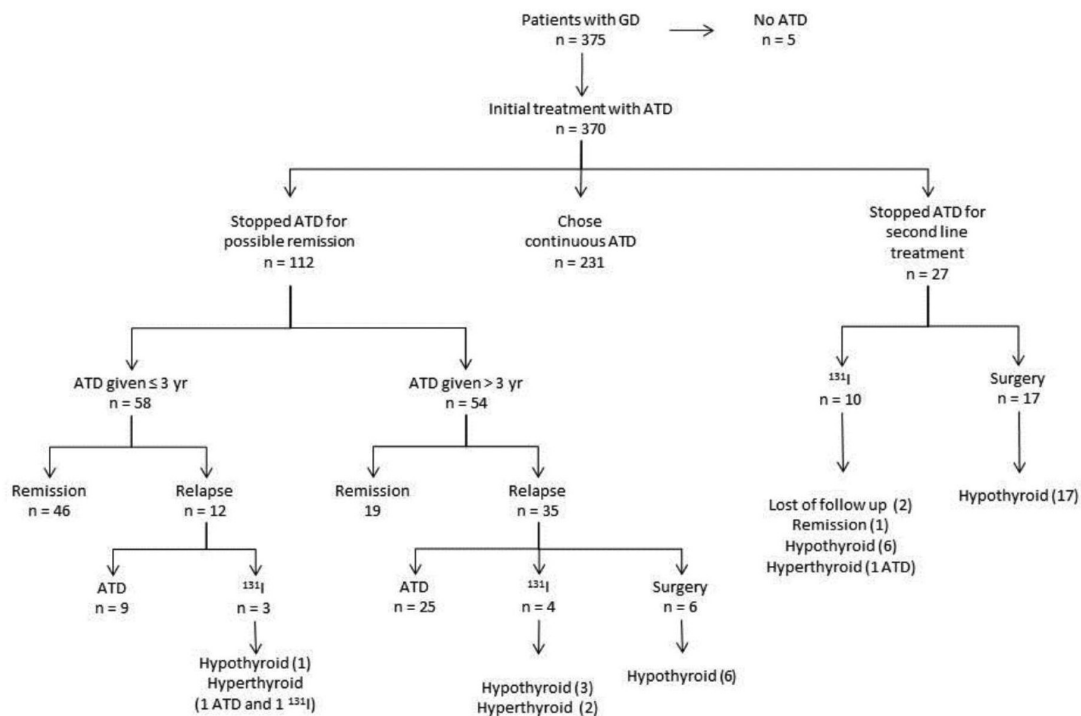 Patients with GD
n = 375
No ATD
n = 5
Initial treatment with ATD
n = 370
Stopped ATD for
possible remission
n = 112
Chose
continuous ATD
n = 231
Stopped ATD for
second line
treatment
n = 27
ATD given ≤ 3 yr
n = 58
ATD given > 3 yr
n = 54
¹³¹I
n = 10
Surgery
n = 17
Remission
n = 46
Relapse
n = 12
Remission
19
Relapse
n = 35
Lost of follow up (2)
Remission (1)
Hypothyroid (6)
Hyperthyroid (1 ATD)
Hypothyroid (17)
ATD
n = 9
¹³¹I
n = 3
ATD
n = 25
¹³¹I
n = 4
Surgery
n = 6
Hypothyroid (1)
Hyperthyroid
(1 ATD and 1 ¹³¹I)
Hypothyroid (3)
Hyperthyroid (2)
Hypothyroid (6)